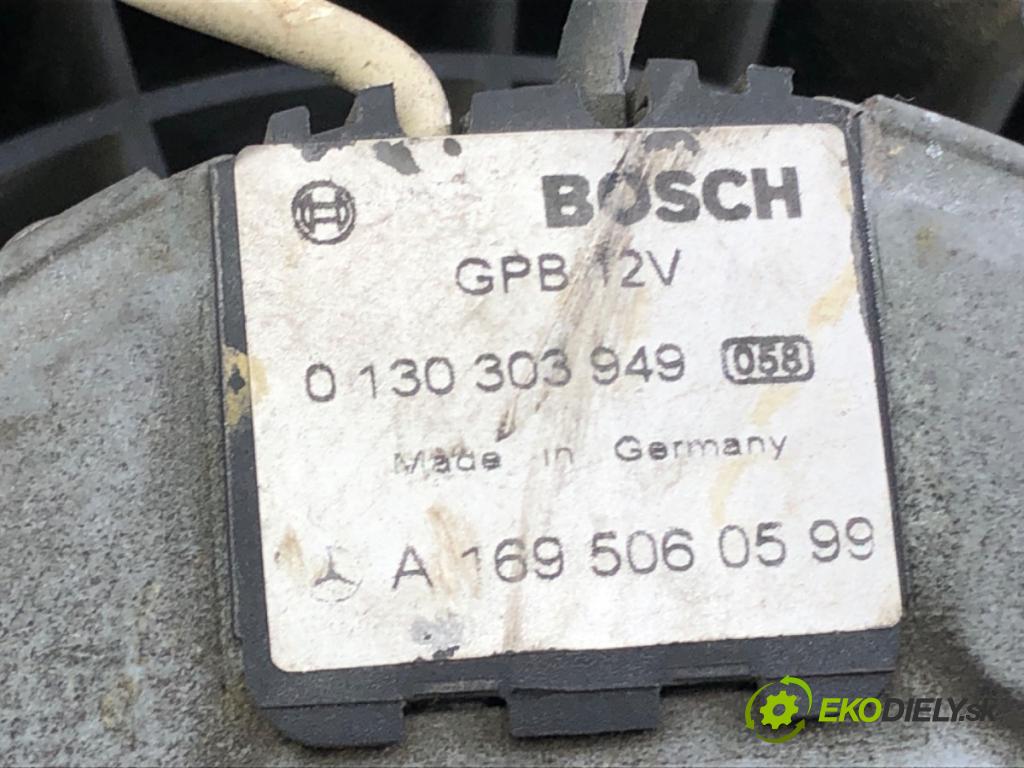 BOSCH
GPB 12V
0 130 303 949 058
Made in Germany
A 169 506 05 99
EKODIELY.SK